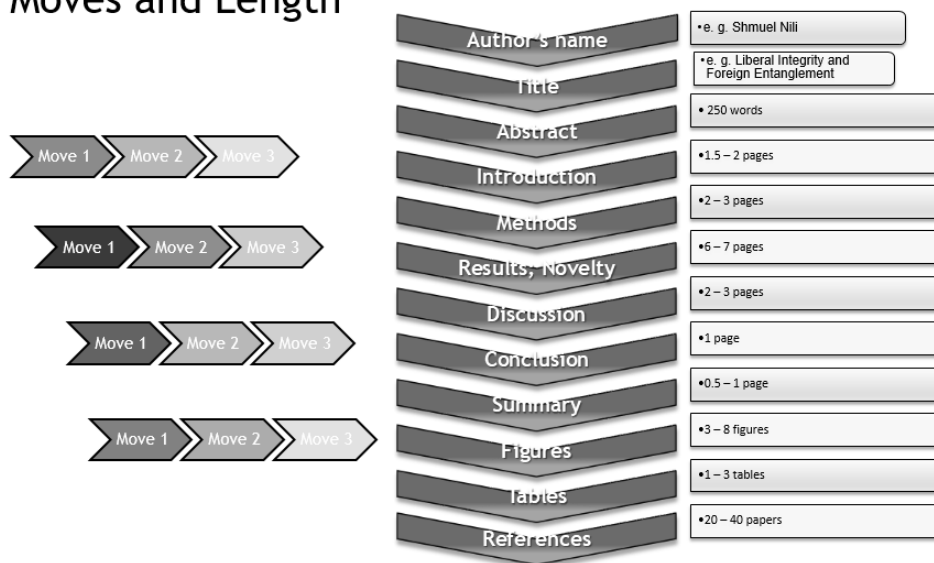 Moves and Length
Move 1 Move 2 Move 3
Move 1 Move 2 Move 3
Move 1 Move 2 Move 3
Move 1 Move 2 Move 3
Author's name
•e. g. Shmuel Nili
Title
•e. g. Liberal Integrity and
Foreign Entanglement
Abstract
• 250 words
Introduction
•1.5 – 2 pages
Methods
•2 – 3 pages
Results, Novelty
•6 – 7 pages
Discussion
•2 – 3 pages
Conclusion
•1 page
Summary
•0.5 – 1 page
Figures
•3 – 8 figures
Tables
•1 – 3 tables
References
•20 – 40 papers